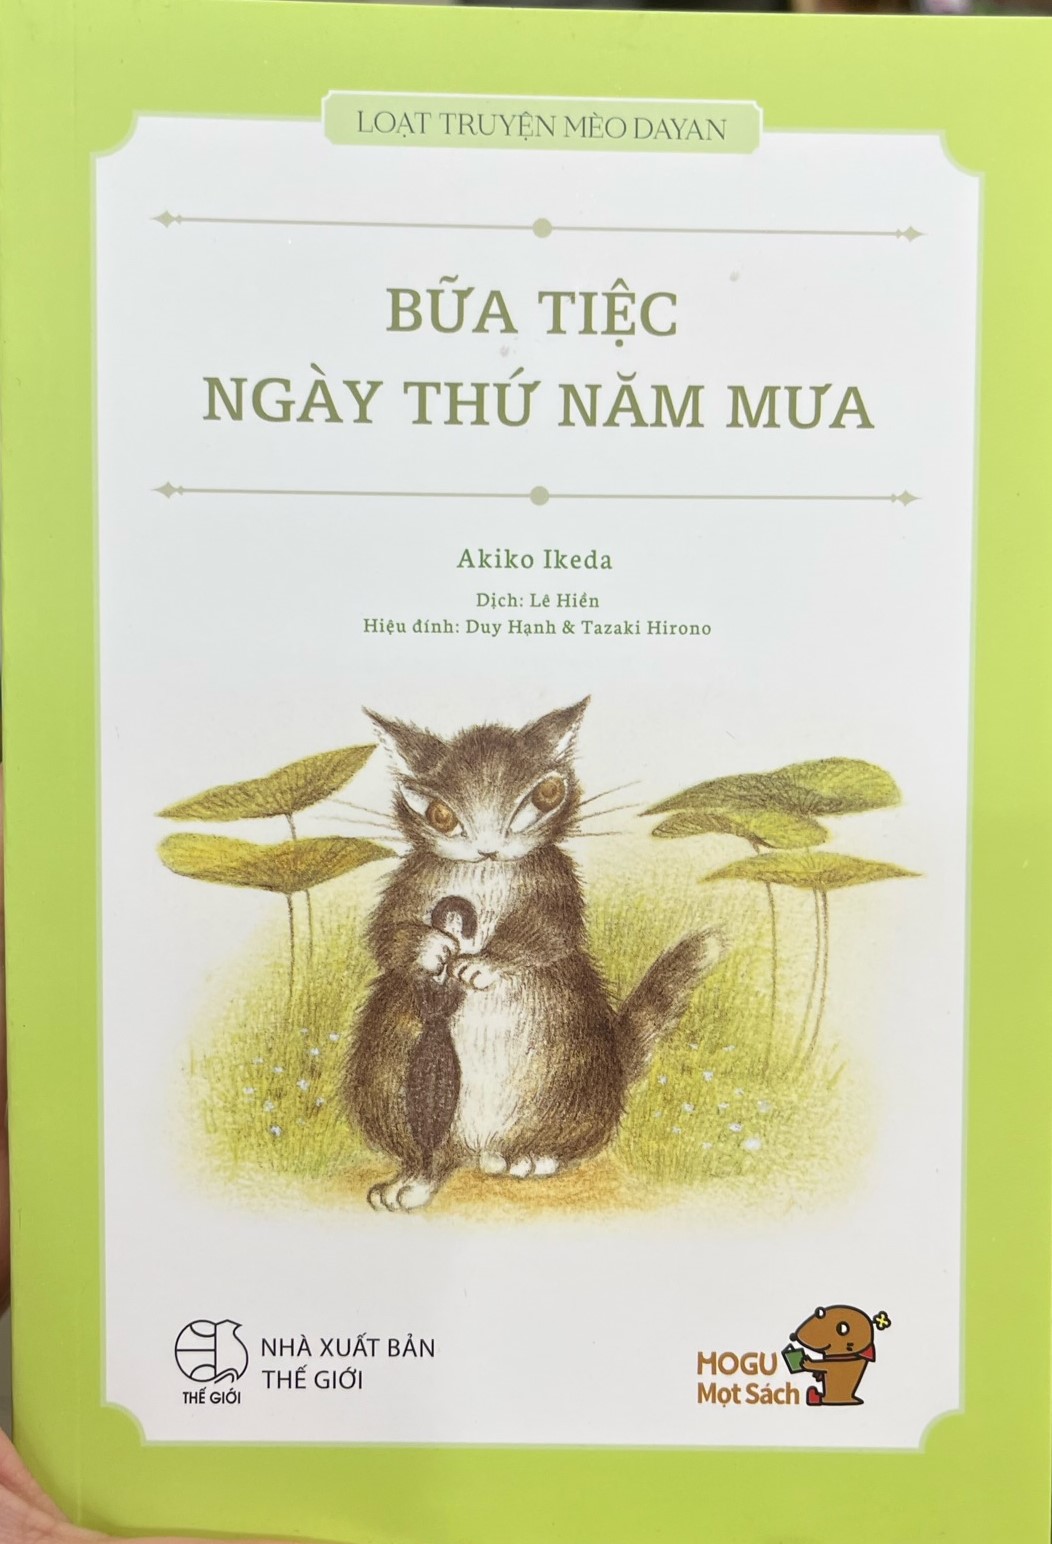 LOẠT TRUYỆN MÈO DAYAN
BỮA TIỆC
NGÀY THỨ NĂM MƯA
Akiko Ikeda
Dịch: Lê Hiền
Hiệu đính: Duy Hạnh & Tazaki Hirono
NHÀ XUẤT BẢN
THẾ GIỚI
THẾ GIỚI
MOGU
Mọt Sách